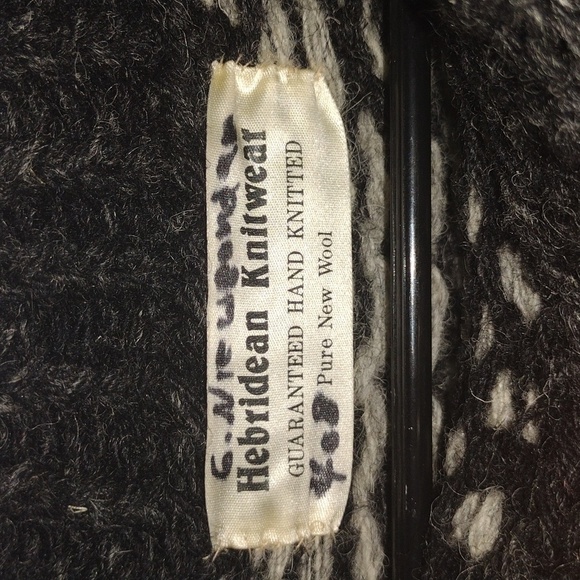 Hebridean Knitwear
GUARANTEED HAND KNITTED
Pure New Wool